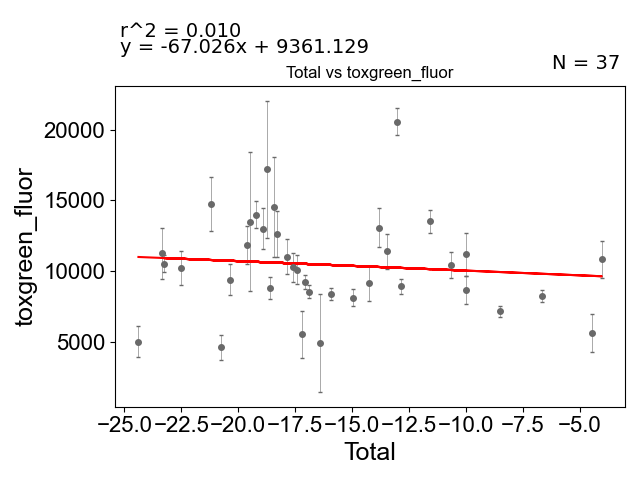 r^2 = 0.010
y = -67.026x + 9361.129
N = 37
Total vs toxgreen_fluor
20000
15000
10000
5000
toxgreen_fluor
−25.0 −22.5 −20.0 −17.5 −15.0 −12.5 −10.0 −7.5 −5.0
Total